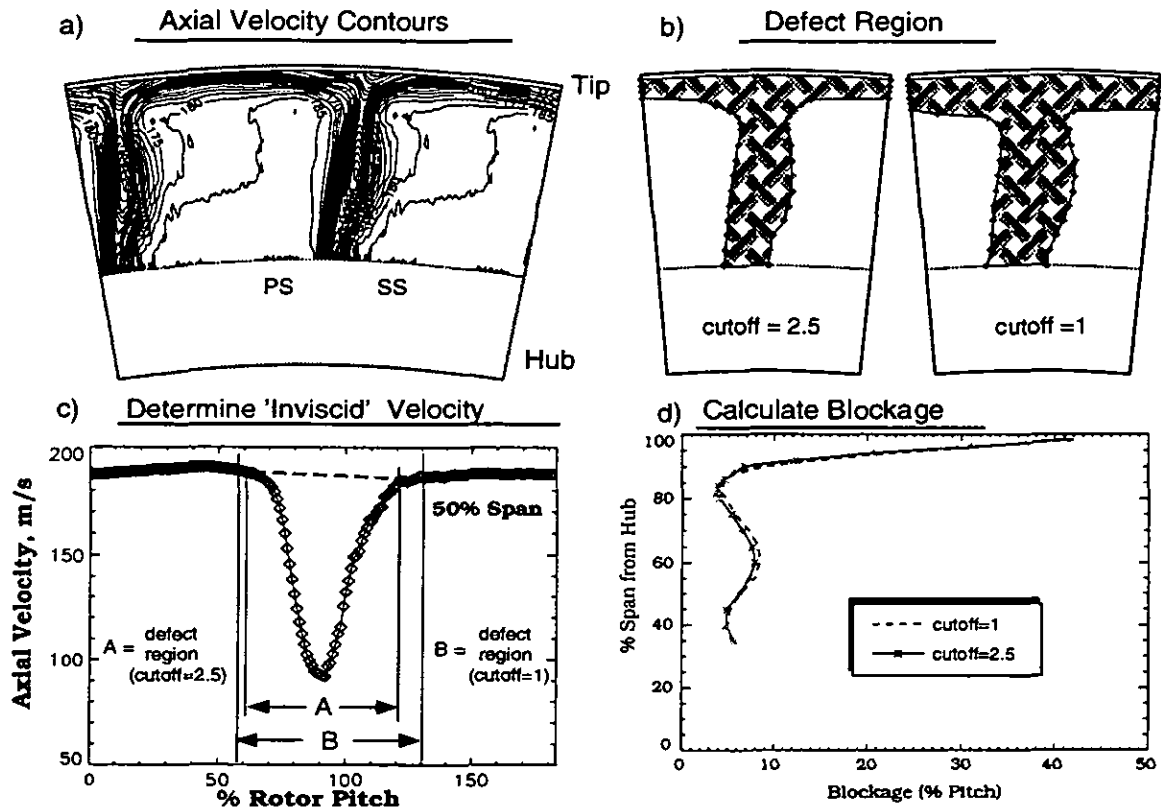 a) Axial Velocity Contours
Tip
PS SS
Hub
b) Defect Region
cutoff = 2.5
cutoff =1
c) Determine 'Inviscid' Velocity
Axial Velocity, m/s
200
150
100
50
50% Span
A = defect region (cutoff=2.5)
B = defect region (cutoff=1)
A
B
0 50 100 150
% Rotor Pitch
d) Calculate Blockage
% Span from Hub
100
80
60
40
20
0
cutoff=1
cutoff=2.5
0 10 20 30 40 50
Blockage (% Pitch)